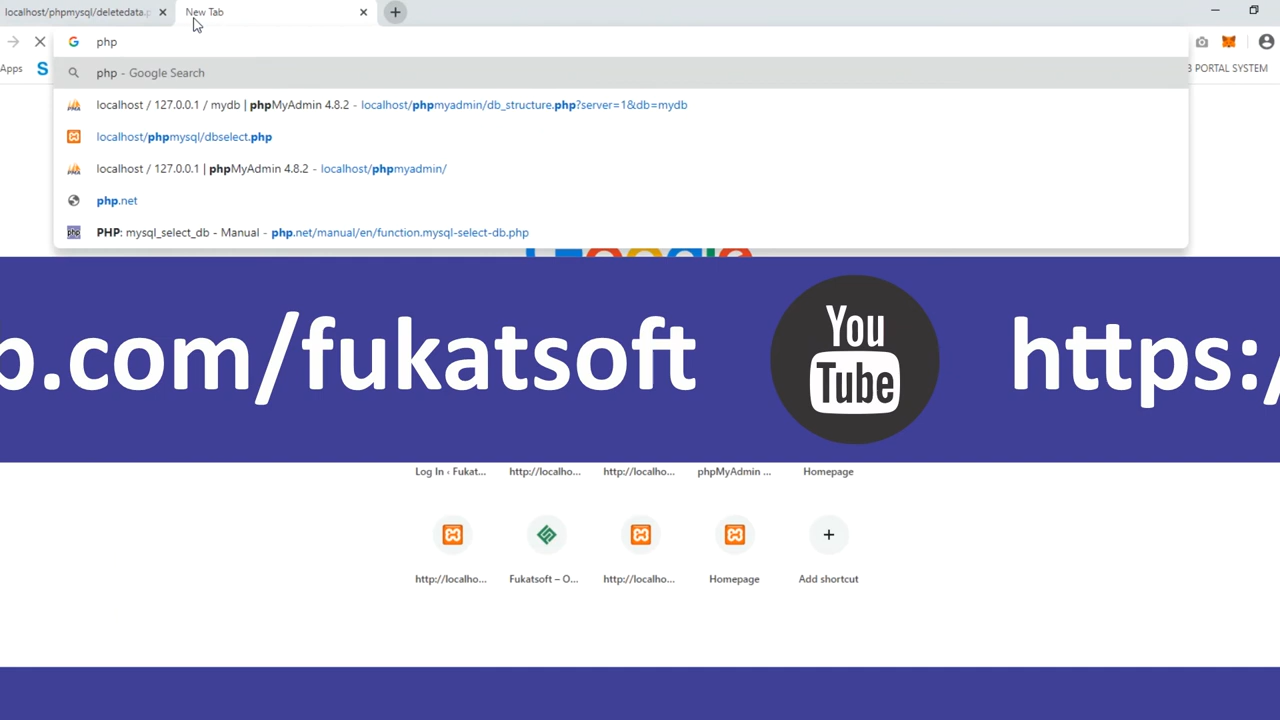 localhost/phpmysql/deletedata.p
New Tab
php
Apps
S
B PORTAL SYSTEM
php - Google Search
localhost / 127.0.0.1 / mydb | phpMyAdmin 4.8.2 - localhost/phpmyadmin/db_structure.php?server=1&db=mydb
localhost/phpmysql/dbselect.php
localhost / 127.0.0.1 | phpMyAdmin 4.8.2 - localhost/phpmyadmin/
php.net
PHP: mysql_select_db - Manual - php.net/manual/en/function.mysql-select-db.php
b.com/fukatsoft
You
Tube
https:/
Log In ‹ Fukat...
http://localho...
http://localho...
phpMyAdmin ...
Homepage
http://localho...
Fukatsoft – O...
http://localho...
Homepage
Add shortcut